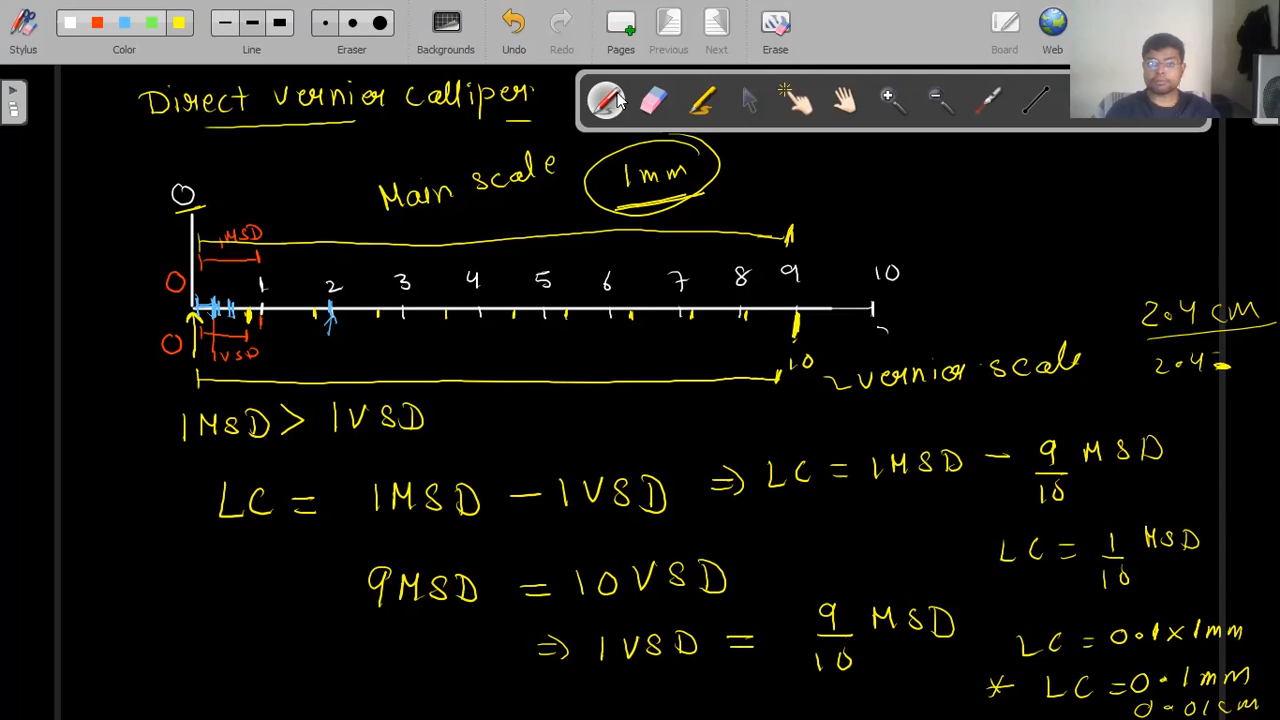 Stylus Color Line Eraser Backgrounds Undo Redo Pages Previous Next Erase Board Web
Direct vernier calliper
Main scale 1mm
0
1MSD
0 1 2 3 4 5 6 7 8 9 10
0 1VSD 10
vernier scale
2.4 cm
2.4
1MSD > 1VSD
LC = 1MSD - 1VSD ⇒ LC = 1MSD - 9/10 MSD
LC = 1/10 MSD
9MSD = 10VSD
⇒ 1VSD = 9/10 MSD
LC = 0.1 x 1mm
* LC = 0.1mm
0.01cm